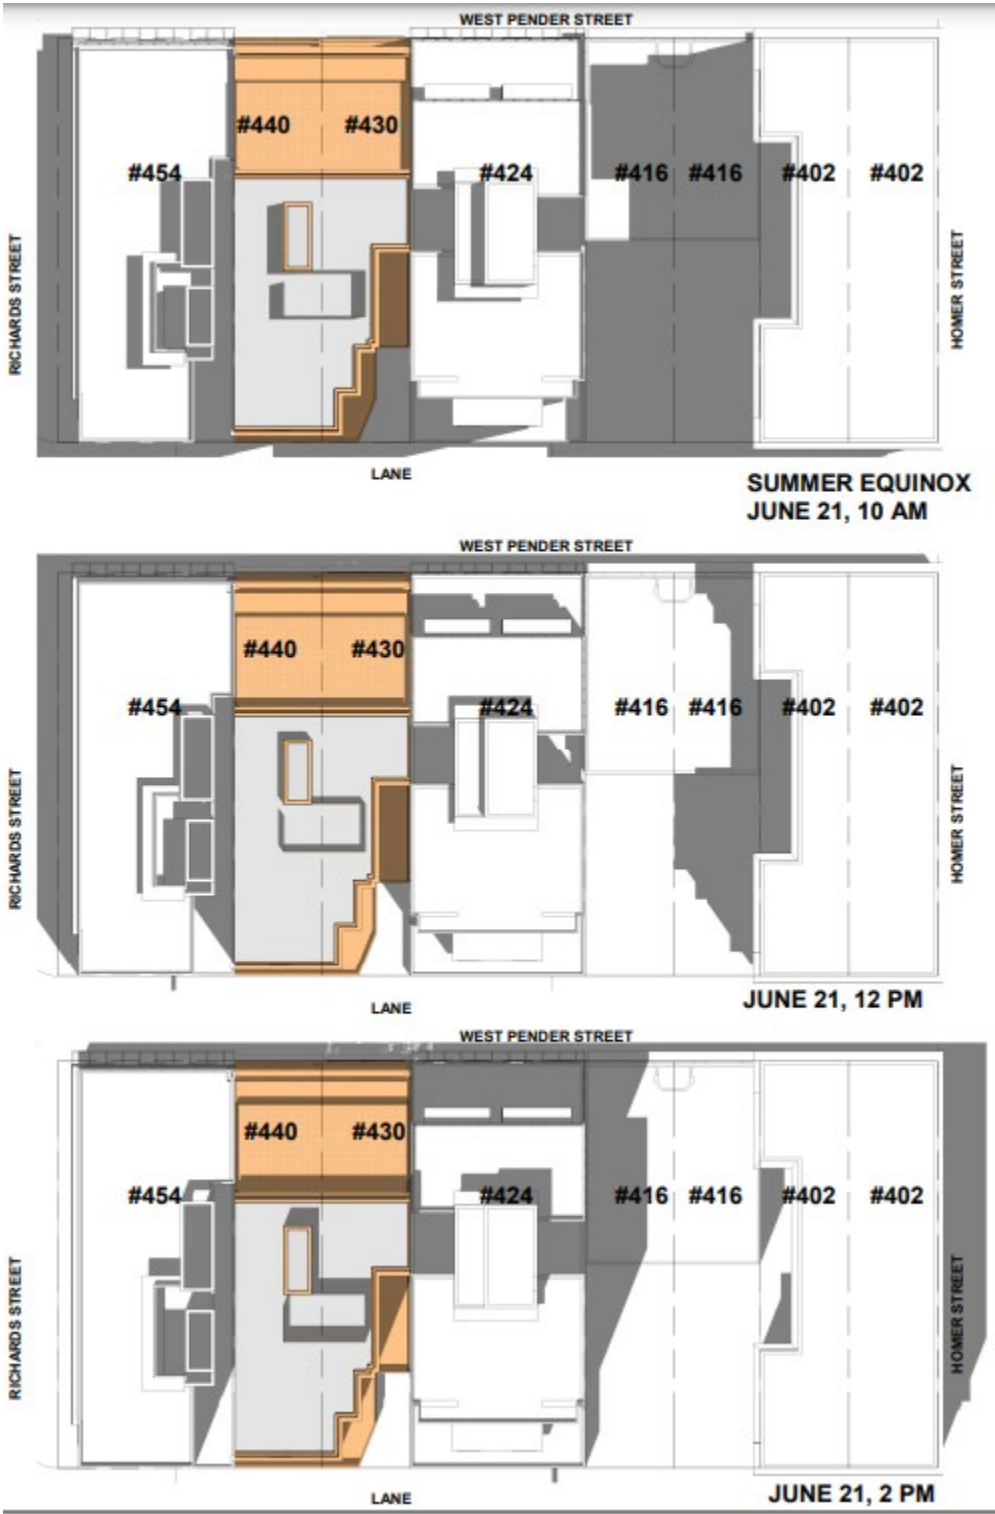 WEST PENDER STREET
#440 #430
#454 #424 #416 #416 #402 #402
RICHARDS STREET
HOMER STREET
LANE
SUMMER EQUINOX
JUNE 21, 10 AM
WEST PENDER STREET
#440 #430
#454 #424 #416 #416 #402 #402
RICHARDS STREET
HOMER STREET
LANE
JUNE 21, 12 PM
WEST PENDER STREET
#440 #430
#454 #424 #416 #416 #402 #402
RICHARDS STREET
HOMER STREET
LANE
JUNE 21, 2 PM